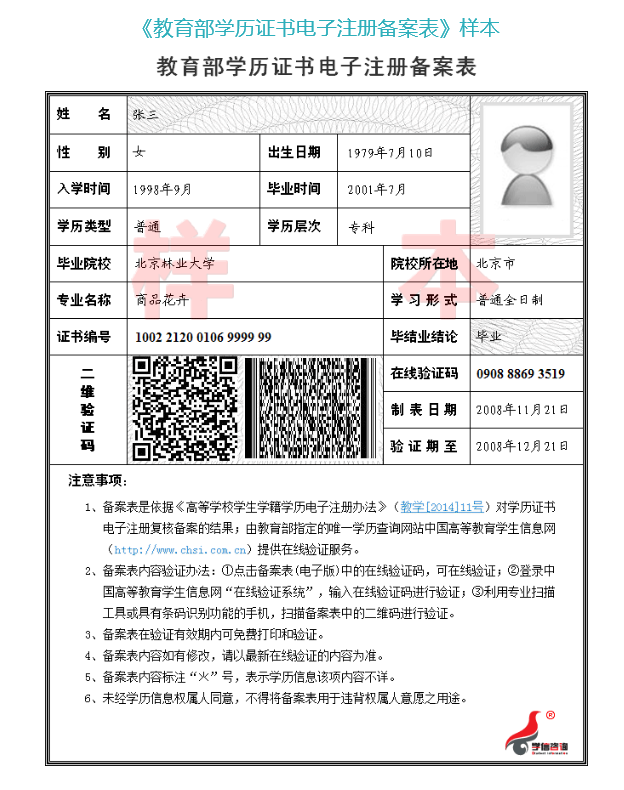 《教育部学历证书电子注册备案表》样本
教育部学历证书电子注册备案表
姓 名 张三
性 别 女 出生日期 1979年7月10日
入学时间 1998年9月 毕业时间 2001年7月
学历类型 普通 学历层次 专科
样本
毕业院校 北京林业大学 院校所在地 北京市
专业名称 商品花卉 学习形式 普通全日制
证书编号 1002 2120 0106 9999 99 毕结业结论 毕业
二维验证码 在线验证码 0908 8869 3519
制表日期 2008年11月21日
验证期至 2008年12月21日
注意事项：
1、备案表是依据《高等学校学生学籍学历电子注册办法》（教学[2014]11号）对学历证书
电子注册复核备案的结果；由教育部指定的唯一学历查询网站中国高等教育学生信息网
（http://www.chsi.com.cn）提供在线验证服务。
2、备案表内容验证办法：①点击备案表(电子版)中的在线验证码，可在线验证；②登录中
国高等教育学生信息网“在线验证系统”，输入在线验证码进行验证；③利用专业扫描
工具或具有条码识别功能的手机，扫描备案表中的二维码进行验证。
3、备案表在验证有效期内可免费打印和验证。
4、备案表内容如有修改，请以最新在线验证的内容为准。
5、备案表内容标注“火”号，表示学历信息该项内容不详。
6、未经学历信息权属人同意，不得将备案表用于违背权属人意愿之用途。
®
学信咨询